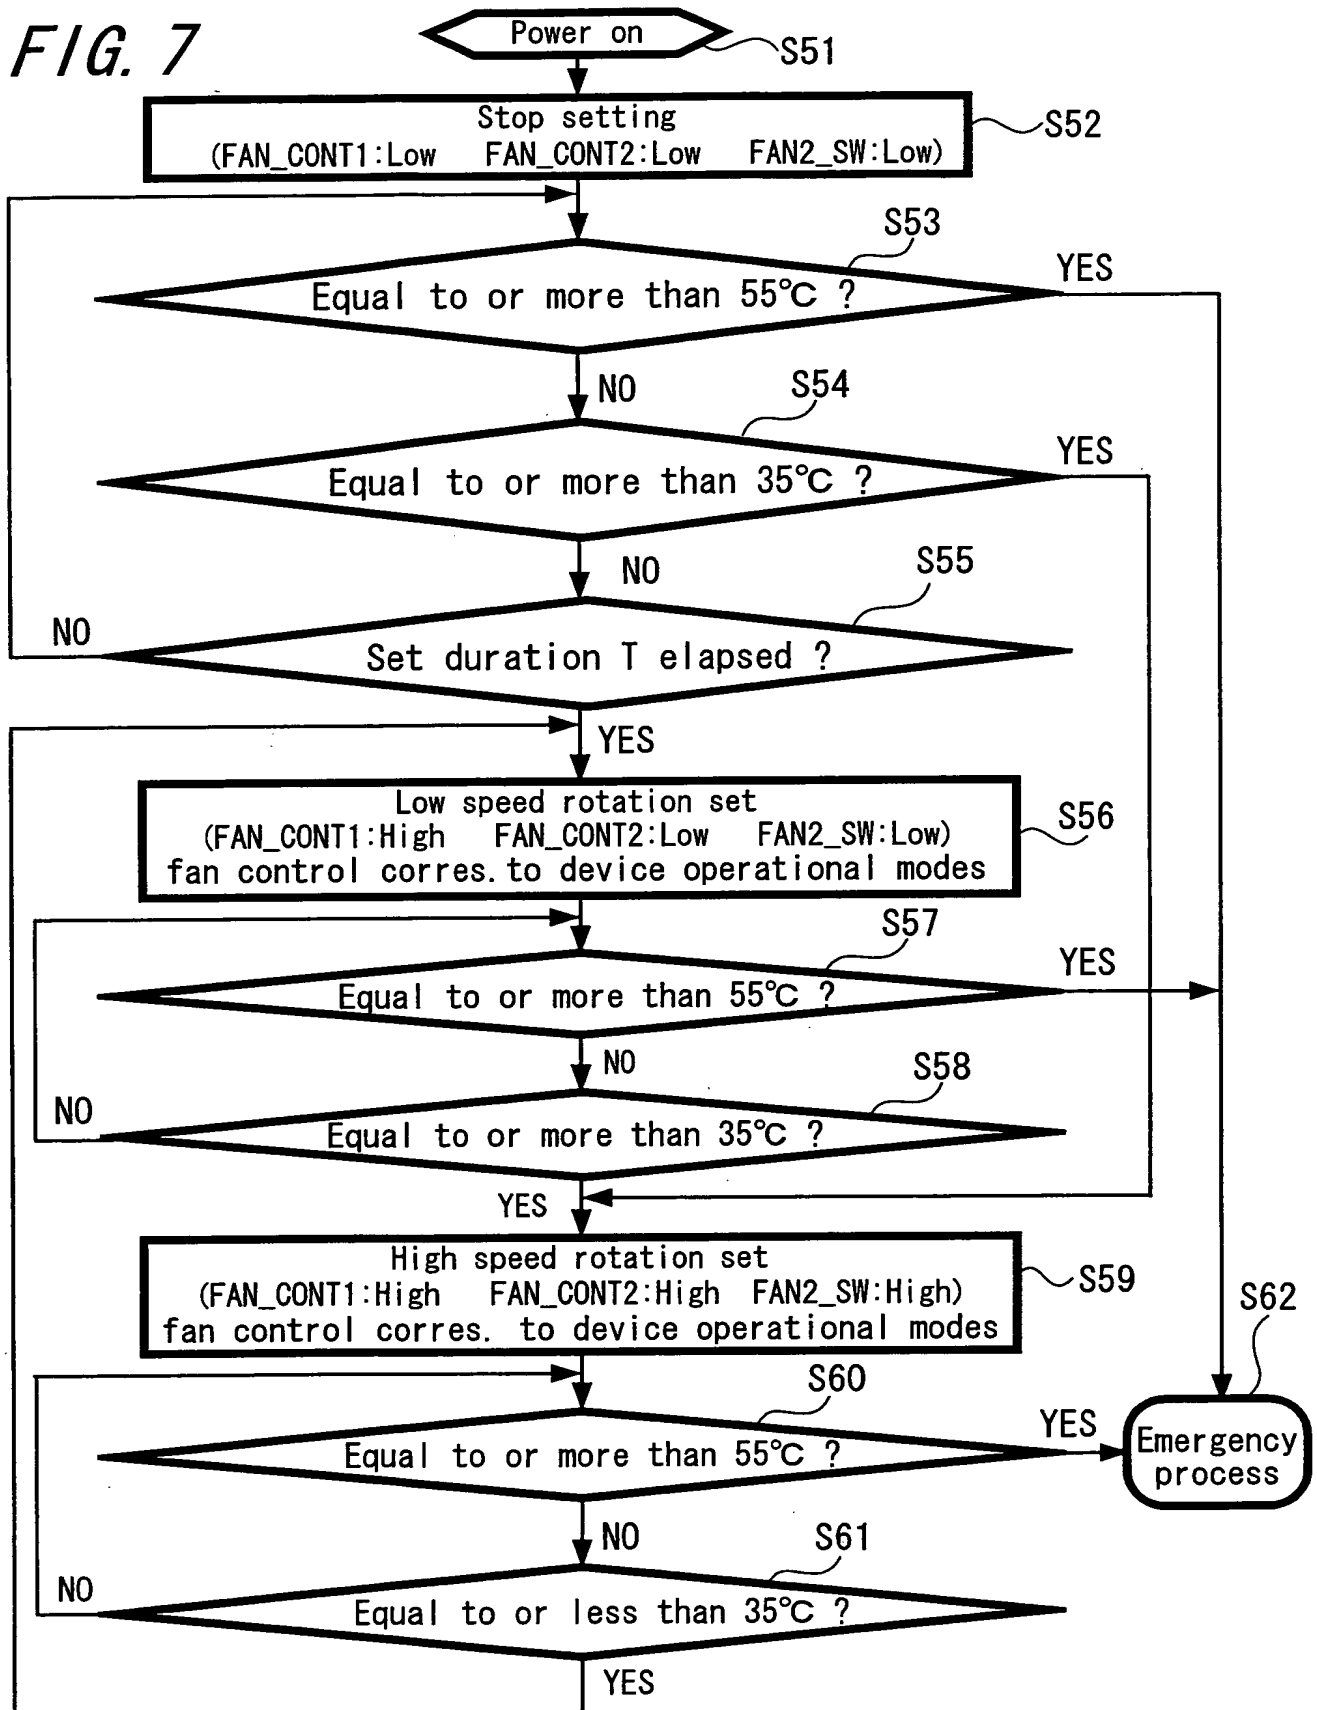 FIG. 7
Power on
S51
Stop setting
(FAN_CONT1:Low FAN_CONT2:Low FAN2_SW:Low)
S52
S53
Equal to or more than 55℃ ?
YES
NO
S54
Equal to or more than 35℃ ?
YES
NO
S55
Set duration T elapsed ?
NO
YES
Low speed rotation set
(FAN_CONT1:High FAN_CONT2:Low FAN2_SW:Low)
fan control corres. to device operational modes
S56
S57
Equal to or more than 55℃ ?
YES
NO
S58
Equal to or more than 35℃ ?
NO
YES
High speed rotation set
(FAN_CONT1:High FAN_CONT2:High FAN2_SW:High)
fan control corres. to device operational modes
S59
S60
Equal to or more than 55℃ ?
YES
S62
Emergency
process
NO
S61
Equal to or less than 35℃ ?
NO
YES